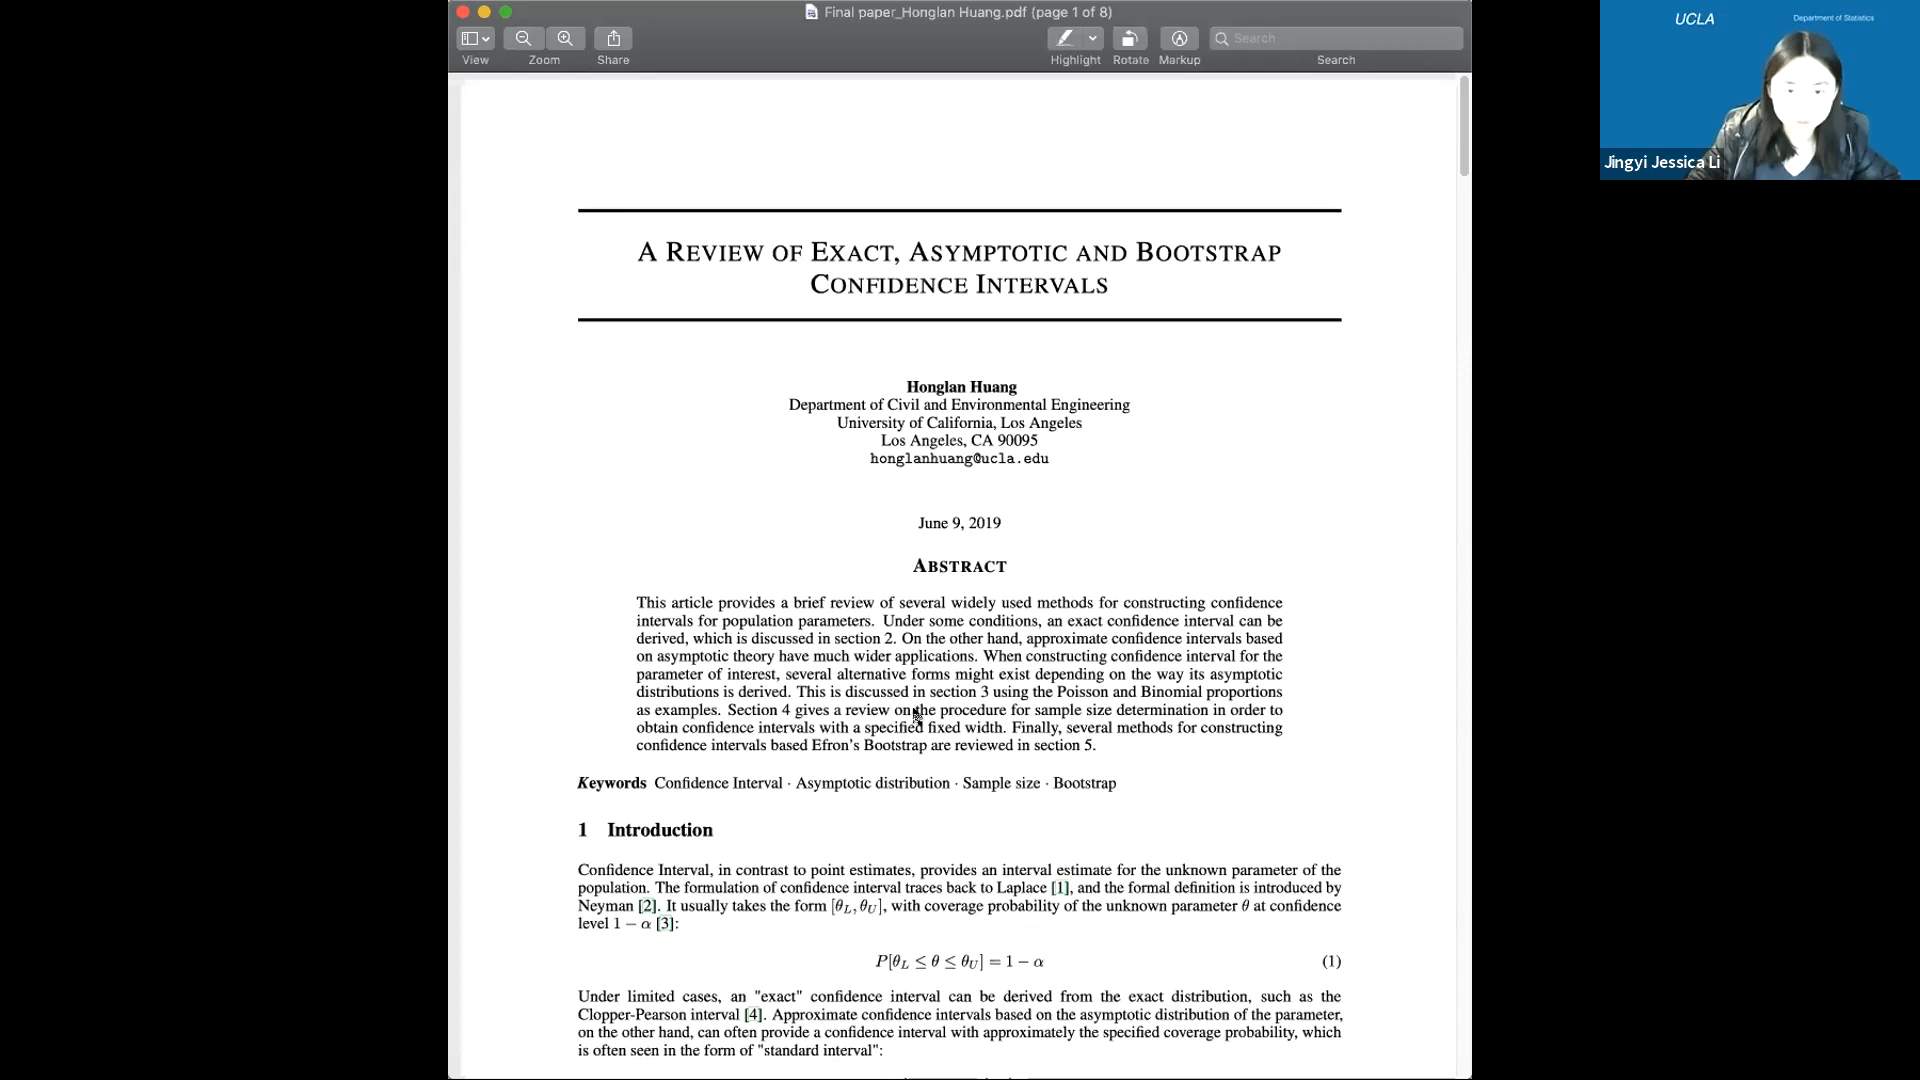 Final paper_Honglan Huang.pdf (page 1 of 8)
Search
View
Zoom
Share
Highlight
Rotate
Markup
Search
UCLA
Department of Statistics
Jingyi Jessica Li
A REVIEW OF EXACT, ASYMPTOTIC AND BOOTSTRAP
CONFIDENCE INTERVALS
Honglan Huang
Department of Civil and Environmental Engineering
University of California, Los Angeles
Los Angeles, CA 90095
honglanhuang@ucla.edu
June 9, 2019
ABSTRACT
This article provides a brief review of several widely used methods for constructing confidence
intervals for population parameters. Under some conditions, an exact confidence interval can be
derived, which is discussed in section 2. On the other hand, approximate confidence intervals based
on asymptotic theory have much wider applications. When constructing confidence interval for the
parameter of interest, several alternative forms might exist depending on the way its asymptotic
distributions is derived. This is discussed in section 3 using the Poisson and Binomial proportions
as examples. Section 4 gives a review on the procedure for sample size determination in order to
obtain confidence intervals with a specified fixed width. Finally, several methods for constructing
confidence intervals based Efron's Bootstrap are reviewed in section 5.
Keywords Confidence Interval · Asymptotic distribution · Sample size · Bootstrap
1 Introduction
Confidence Interval, in contrast to point estimates, provides an interval estimate for the unknown parameter of the
population. The formulation of confidence interval traces back to Laplace [1], and the formal definition is introduced by
Neyman [2]. It usually takes the form [θ_L, θ_U], with coverage probability of the unknown parameter θ at confidence
level 1 − α [3]:
P[θ_L ≤ θ ≤ θ_U] = 1 − α (1)
Under limited cases, an "exact" confidence interval can be derived from the exact distribution, such as the
Clopper-Pearson interval [4]. Approximate confidence intervals based on the asymptotic distribution of the parameter,
on the other hand, can often provide a confidence interval with approximately the specified coverage probability, which
is often seen in the form of "standard interval":